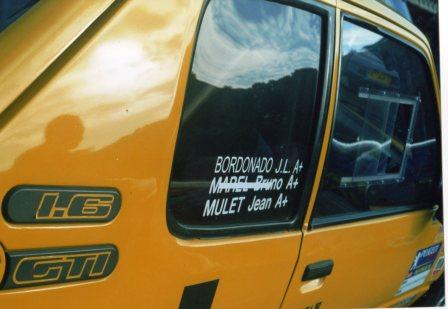 BORDONADO J.L. A+
MAREL Bruno A+
MULET Jean A+
1.6
GTI